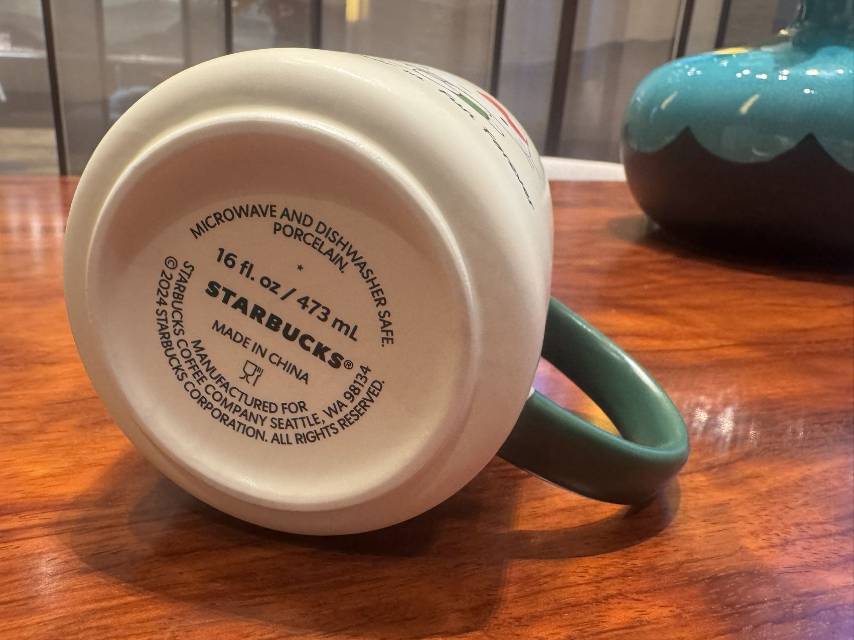 MICROWAVE AND DISHWASHER SAFE.
PORCELAIN.
*
16 fl. oz / 473 mL
STARBUCKS®
MADE IN CHINA
MANUFACTURED FOR
STARBUCKS COFFEE COMPANY SEATTLE, WA 98134
© 2024 STARBUCKS CORPORATION. ALL RIGHTS RESERVED.